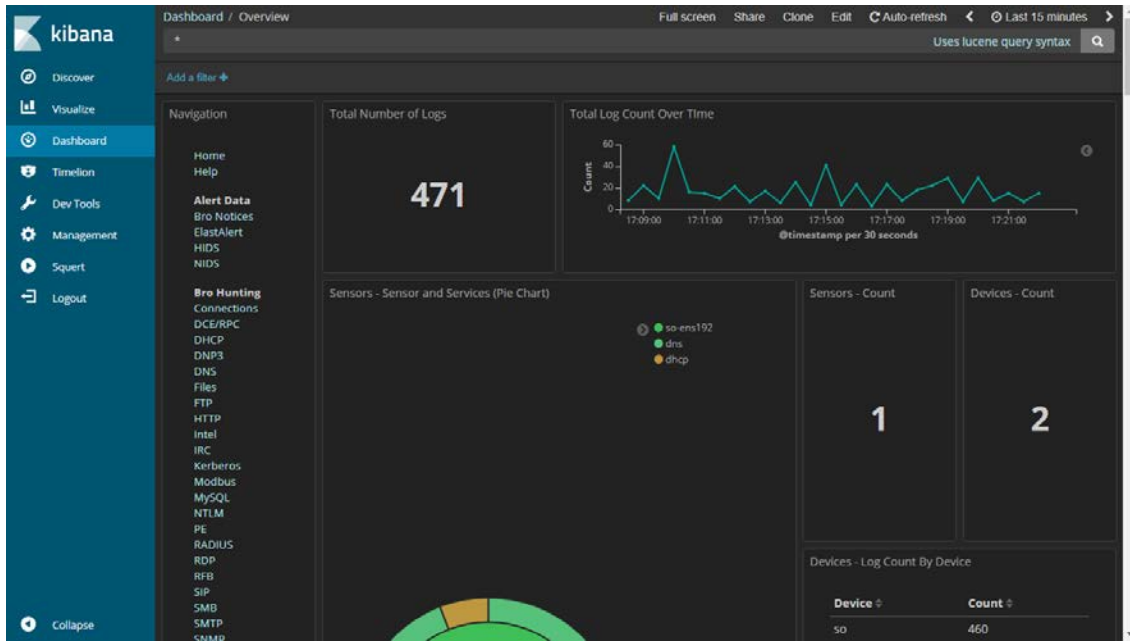 kibana
Discover
Visualize
Dashboard
Timelion
Dev Tools
Management
Squert
Logout
Collapse
Dashboard / Overview
Full screen Share Clone Edit Auto-refresh Last 15 minutes
*
Uses lucene query syntax
Add a filter +
Navigation
Home
Help
Alert Data
Bro Notices
ElastAlert
HIDS
NIDS
Bro Hunting
Connections
DCE/RPC
DHCP
DNP3
DNS
Files
FTP
HTTP
Intel
IRC
Kerberos
Modbus
MySQL
NTLM
PE
RADIUS
RDP
RFB
SIP
SMB
SMTP
SNMP
Total Number of Logs
471
Total Log Count Over TIme
Count
60
40
20
0
17:09:00 17:11:00 17:13:00 17:15:00 17:17:00 17:19:00 17:21:00
@timestamp per 30 seconds
Sensors - Sensor and Services (Pie Chart)
so-ens192
dns
dhcp
Sensors - Count
1
Devices - Count
2
Devices - Log Count By Device
Device Count
so 460